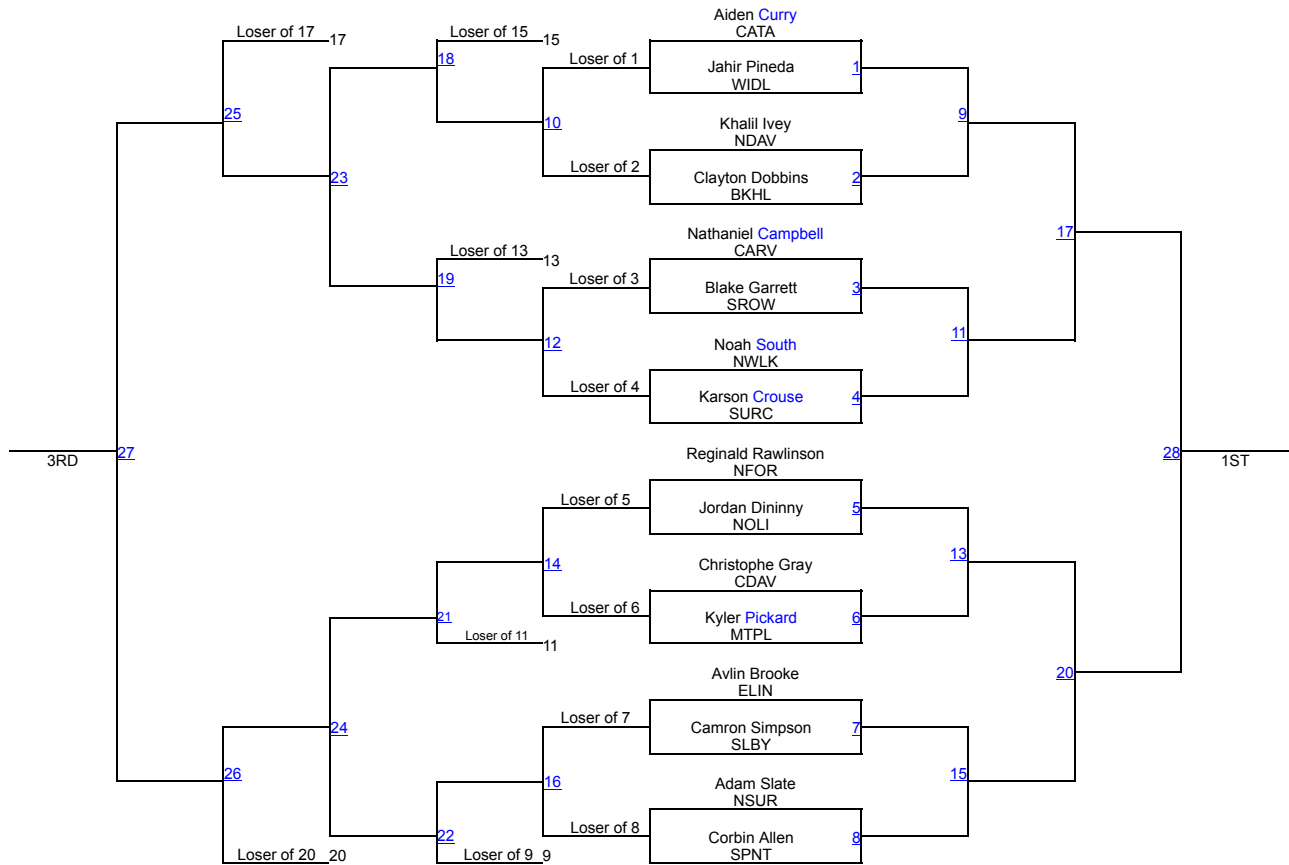 Aiden Curry
Loser of 17 17
Loser of 15 15
CATA
18
Loser of 1
Jahir Pineda
1
WIDL
25
10
Khalil Ivey
9
NDAV
Loser of 2
Clayton Dobbins
2
23
BKHL
Nathaniel Campbell
17
Loser of 13 13
CARV
19
Loser of 3
Blake Garrett
3
SROW
12
Noah South
11
NWLK
Loser of 4
Karson Crouse
4
SURC
3RD
27
Reginald Rawlinson
28
1ST
NFOR
Loser of 5
Jordan Dininny
5
NOLI
14
Christophe Gray
13
CDAV
Loser of 6
Kyler Pickard
6
21
MTPL
Loser of 11 11
Avlin Brooke
20
ELIN
24
Loser of 7
Camron Simpson
7
SLBY
26
16
Adam Slate
15
NSUR
22
Loser of 8
Corbin Allen
8
Loser of 20 20
Loser of 9 9
SPNT